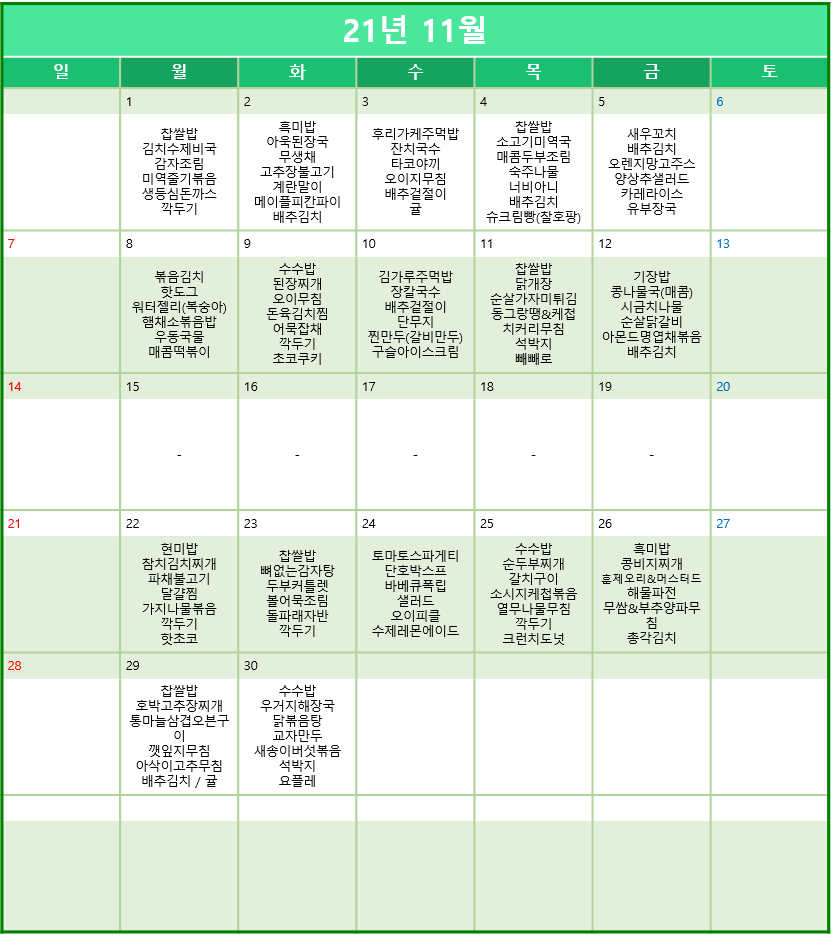 21년 11월
일 월 화 수 목 금 토
1 2 3 4 5 6
찹쌀밥
김치수제비국
감자조림
미역줄기볶음
생등심돈까스
깍두기
흑미밥
아욱된장국
무생채
고추장불고기
계란말이
메이플피칸파이
배추김치
후리가케주먹밥
잔치국수
타코야끼
오이지무침
배추겉절이
귤
찹쌀밥
소고기미역국
매콤두부조림
숙주나물
너비아니
배추김치
슈크림빵(찰호팡)
새우꼬치
배추김치
오렌지망고주스
양상추샐러드
카레라이스
유부장국
7 8 9 10 11 12 13
볶음김치
핫도그
워터젤리(복숭아)
햄채소볶음밥
우동국물
매콤떡볶이
수수밥
된장찌개
오이무침
돈육김치찜
어묵잡채
깍두기
초코쿠키
김가루주먹밥
장칼국수
배추겉절이
단무지
찐만두(갈비만두)
구슬아이스크림
찹쌀밥
닭개장
순살가자미튀김
동그랑땡&케첩
치커리무침
석박지
빼빼로
기장밥
콩나물국(매콤)
시금치나물
순살닭갈비
아몬드명엽채볶음
배추김치
14 15 16 17 18 19 20
- - - - -
21 22 23 24 25 26 27
현미밥
참치김치찌개
파채불고기
달걀찜
가지나물볶음
깍두기
핫초코
찹쌀밥
뼈없는감자탕
두부커틀렛
볼어묵조림
돌파래자반
깍두기
토마토스파게티
단호박스프
바베큐폭립
샐러드
오이피클
수제레몬에이드
수수밥
순두부찌개
갈치구이
소시지케첩볶음
열무나물무침
깍두기
크런치도넛
흑미밥
콩비지찌개
훈제오리&머스터드
해물파전
무쌈&부추양파무
침
총각김치
28 29 30
찹쌀밥
호박고추장찌개
통마늘삼겹오븐구
이
깻잎지무침
아삭이고추무침
배추김치 / 귤
수수밥
우거지해장국
닭볶음탕
교자만두
새송이버섯볶음
석박지
요플레